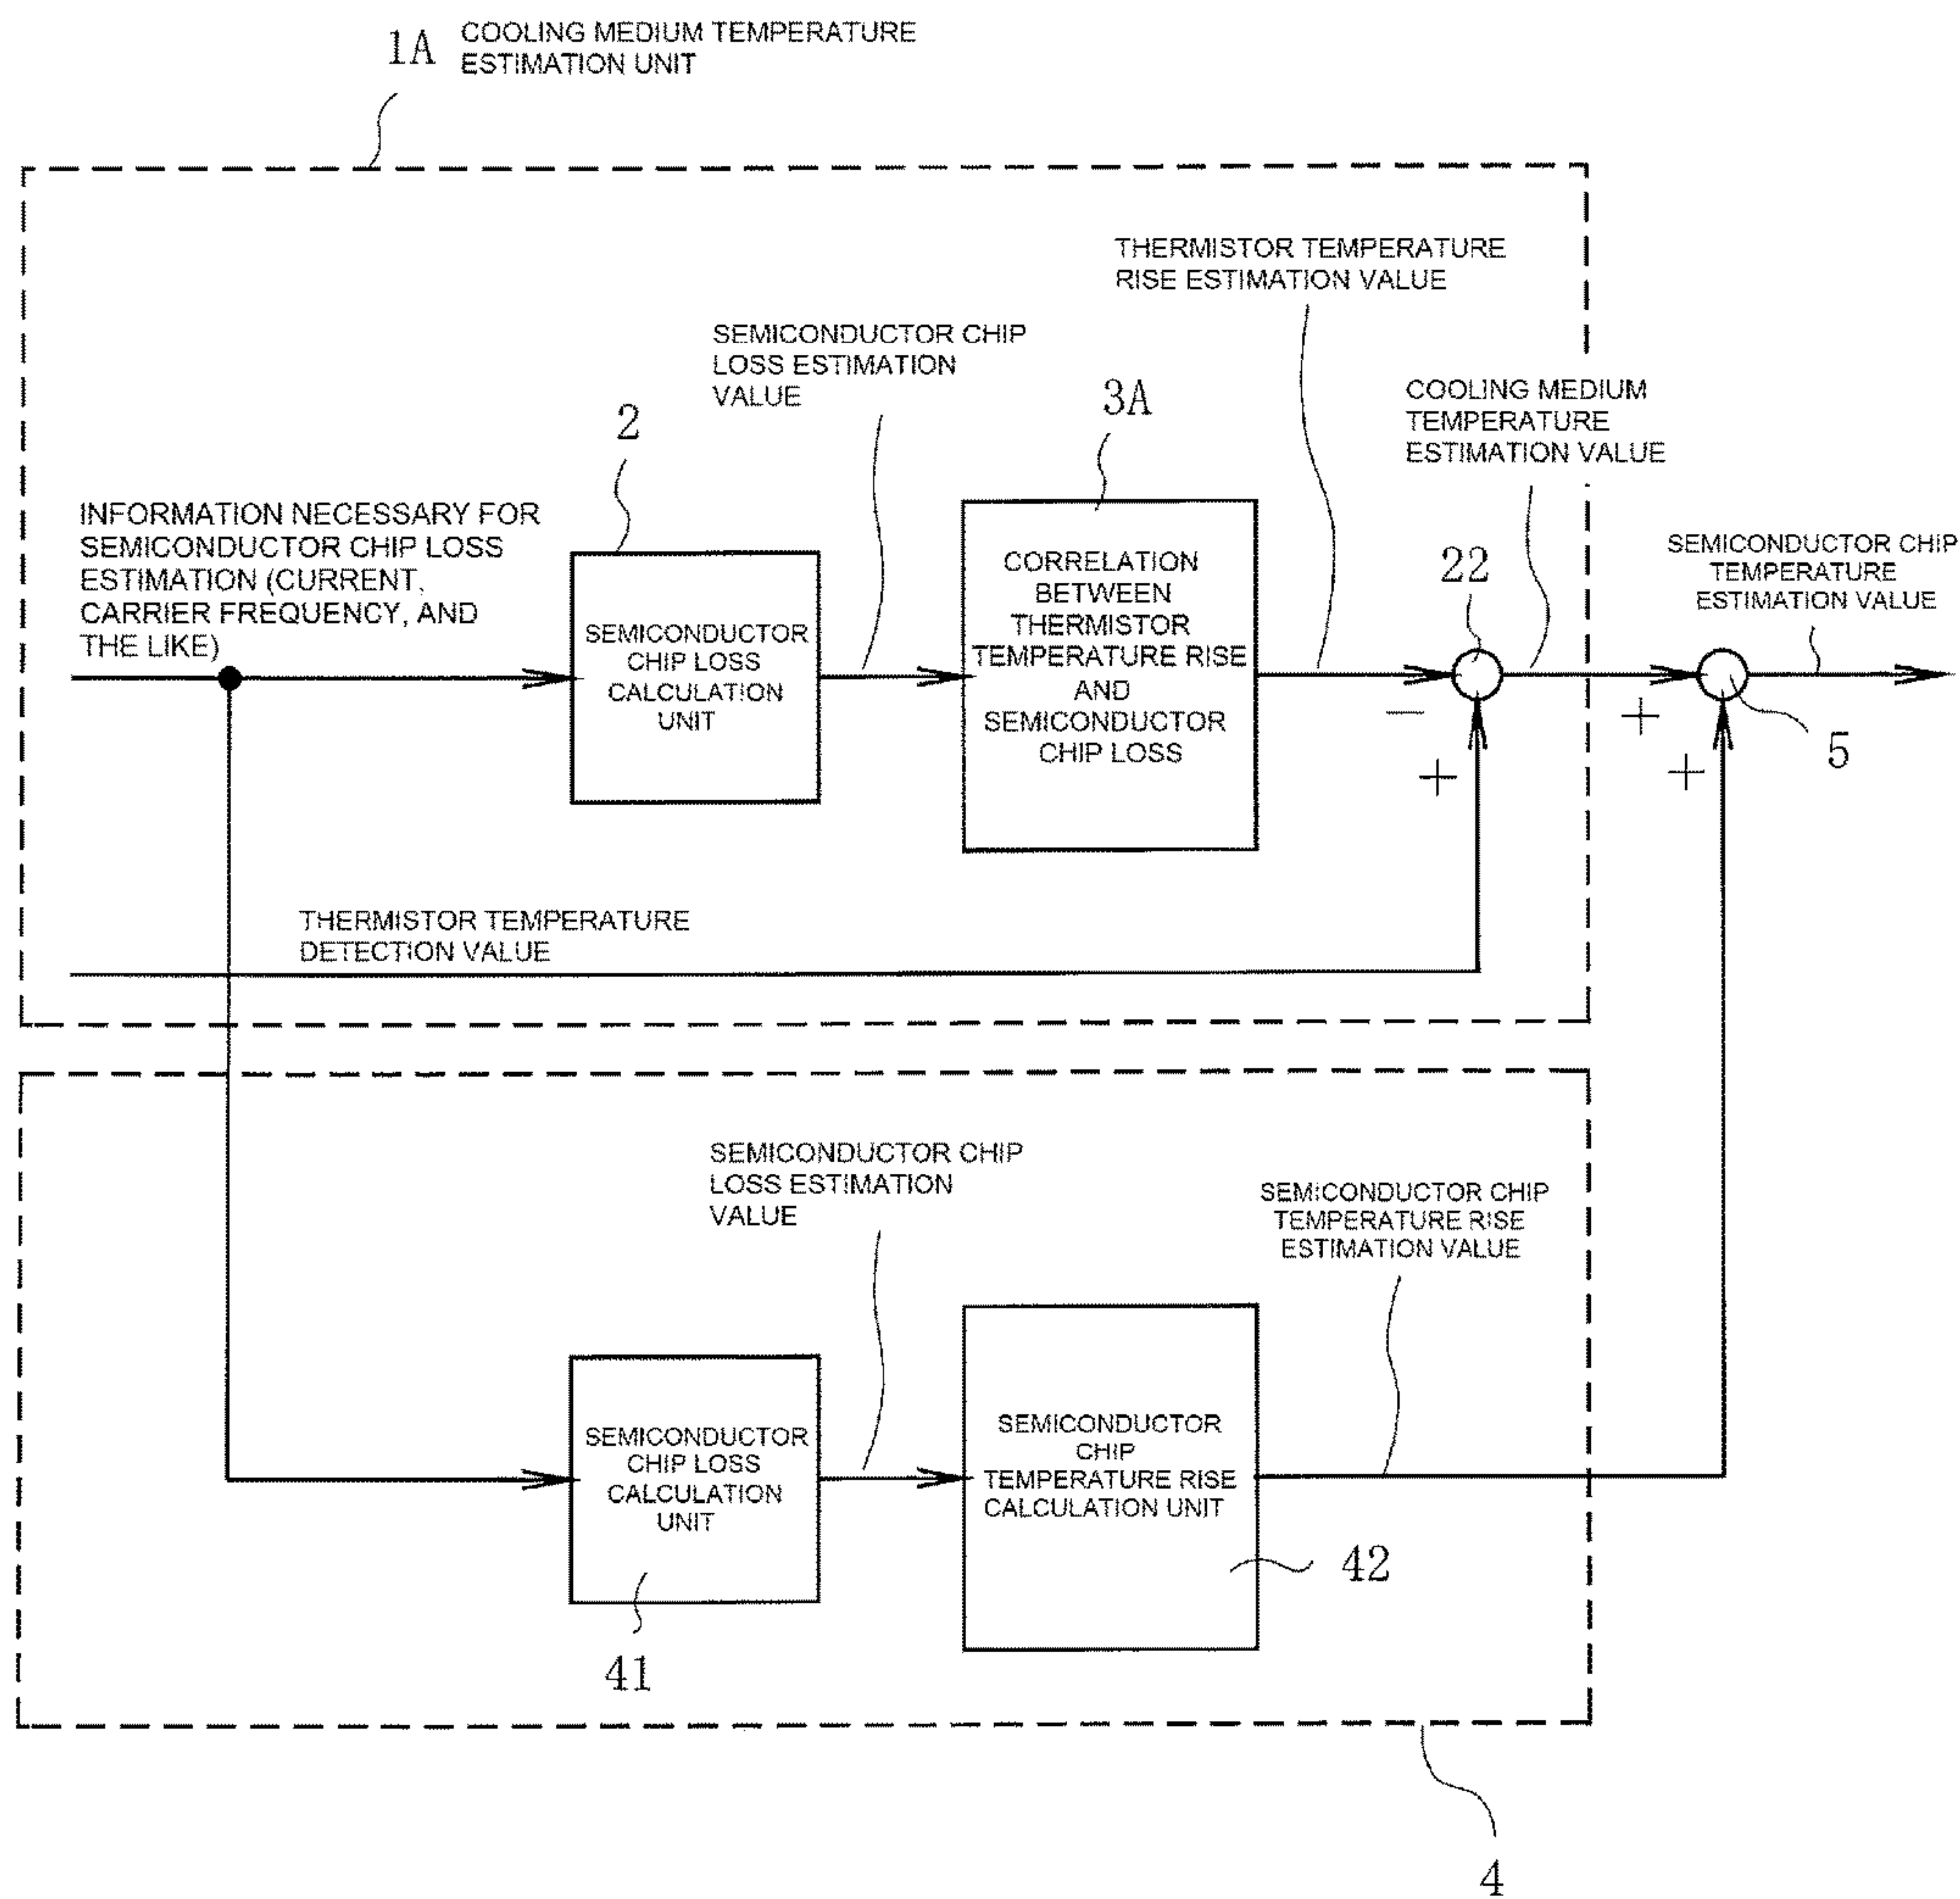 1A
COOLING MEDIUM TEMPERATURE
ESTIMATION UNIT
THERMISTOR TEMPERATURE
RISE ESTIMATION VALUE
SEMICONDUCTOR CHIP
LOSS ESTIMATION
VALUE
2
3A
COOLING MEDIUM
TEMPERATURE
ESTIMATION VALUE
INFORMATION NECESSARY FOR
SEMICONDUCTOR CHIP LOSS
ESTIMATION (CURRENT,
CARRIER FREQUENCY, AND
THE LIKE)
SEMICONDUCTOR
CHIP LOSS
CALCULATION
UNIT
CORRELATION
BETWEEN
THERMISTOR
TEMPERATURE RISE
AND
SEMICONDUCTOR
CHIP LOSS
22
SEMICONDUCTOR CHIP
TEMPERATURE
ESTIMATION VALUE
−
+
+
+
5
THERMISTOR TEMPERATURE
DETECTION VALUE
SEMICONDUCTOR CHIP
LOSS ESTIMATION
VALUE
SEMICONDUCTOR CHIP
TEMPERATURE RISE
ESTIMATION VALUE
SEMICONDUCTOR
CHIP LOSS
CALCULATION
UNIT
41
SEMICONDUCTOR
CHIP
TEMPERATURE RISE
CALCULATION UNIT
42
4